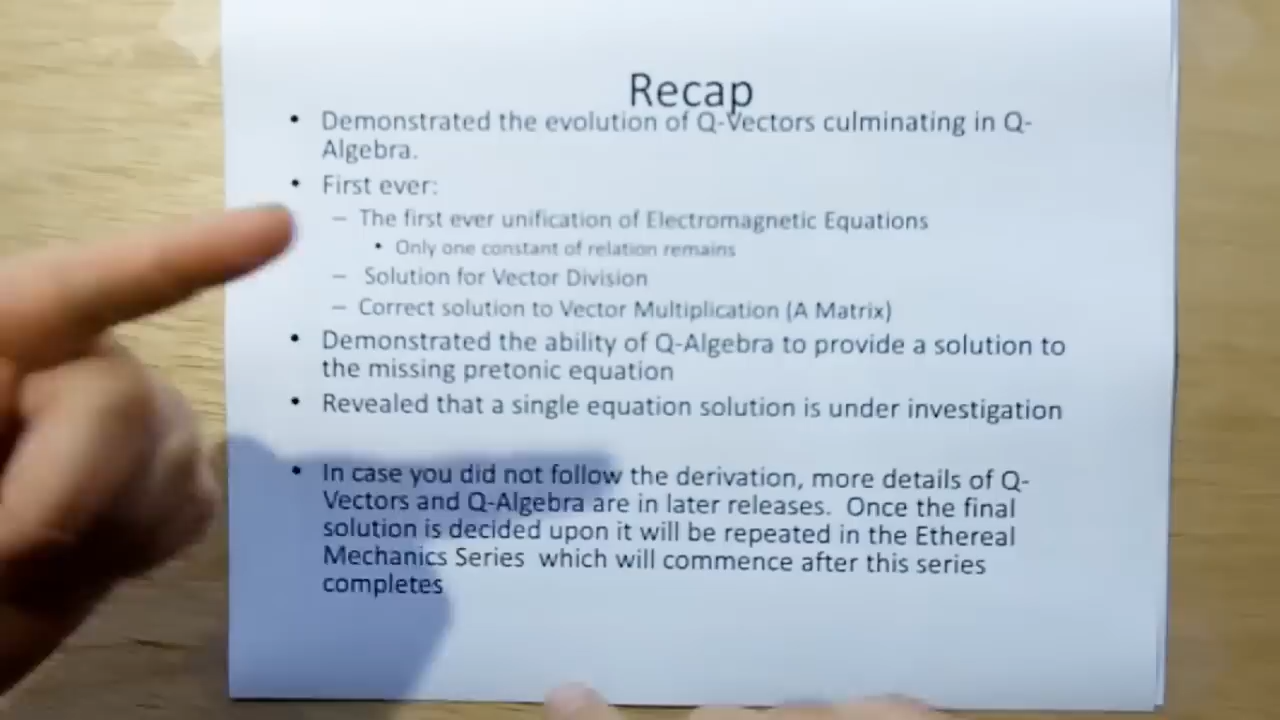 Recap
• Demonstrated the evolution of Q-Vectors culminating in Q-
Algebra.
• First ever:
– The first ever unification of Electromagnetic Equations
• Only one constant of relation remains
– Solution for Vector Division
– Correct solution to Vector Multiplication (A Matrix)
• Demonstrated the ability of Q-Algebra to provide a solution to
the missing pretonic equation
• Revealed that a single equation solution is under investigation
• In case you did not follow the derivation, more details of Q-
Vectors and Q-Algebra are in later releases. Once the final
solution is decided upon it will be repeated in the Ethereal
Mechanics Series which will commence after this series
completes